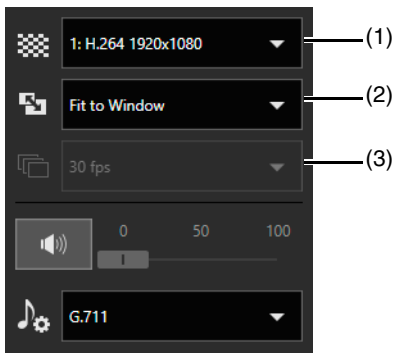 1: H.264 1920x1080 (1)
Fit to Window (2)
30 fps (3)
0 50 100
G.711